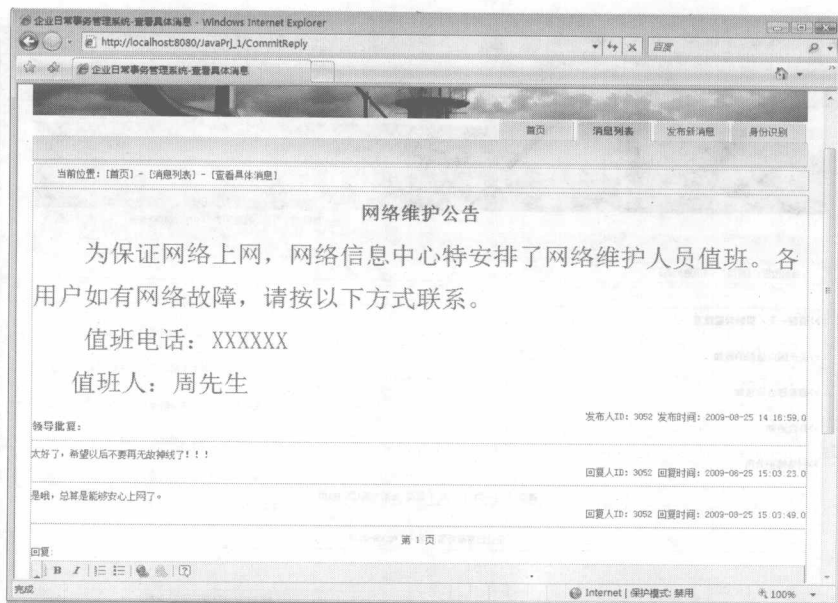 企业日常事务管理系统-查看具体消息 - Windows Internet Explorer
http://localhost:8080/JavaPrj_1/CommitReply
百度
企业日常事务管理系统-查看具体消息
首页 消息列表 发布新消息 身份识别
当前位置：[首页] - [消息列表] - [查看具体消息]
网络维护公告
为保证网络上网，网络信息中心特安排了网络维护人员值班。各
用户如有网络故障，请按以下方式联系。
值班电话：XXXXXX
值班人：周先生
发布人ID：3052 发布时间：2009-08-25 14 16:59.0
领导批复：
太好了，希望以后不要再无故掉线了！！！
回复人ID：3052 回复时间：2009-08-25 15:03 23.0
是哦，总算是能够安心上网了。
回复人ID：3052 回复时间：2009-08-25 15 03:49.0
第 1 页
回复：
B I
完成
Internet | 保护模式: 禁用
100%